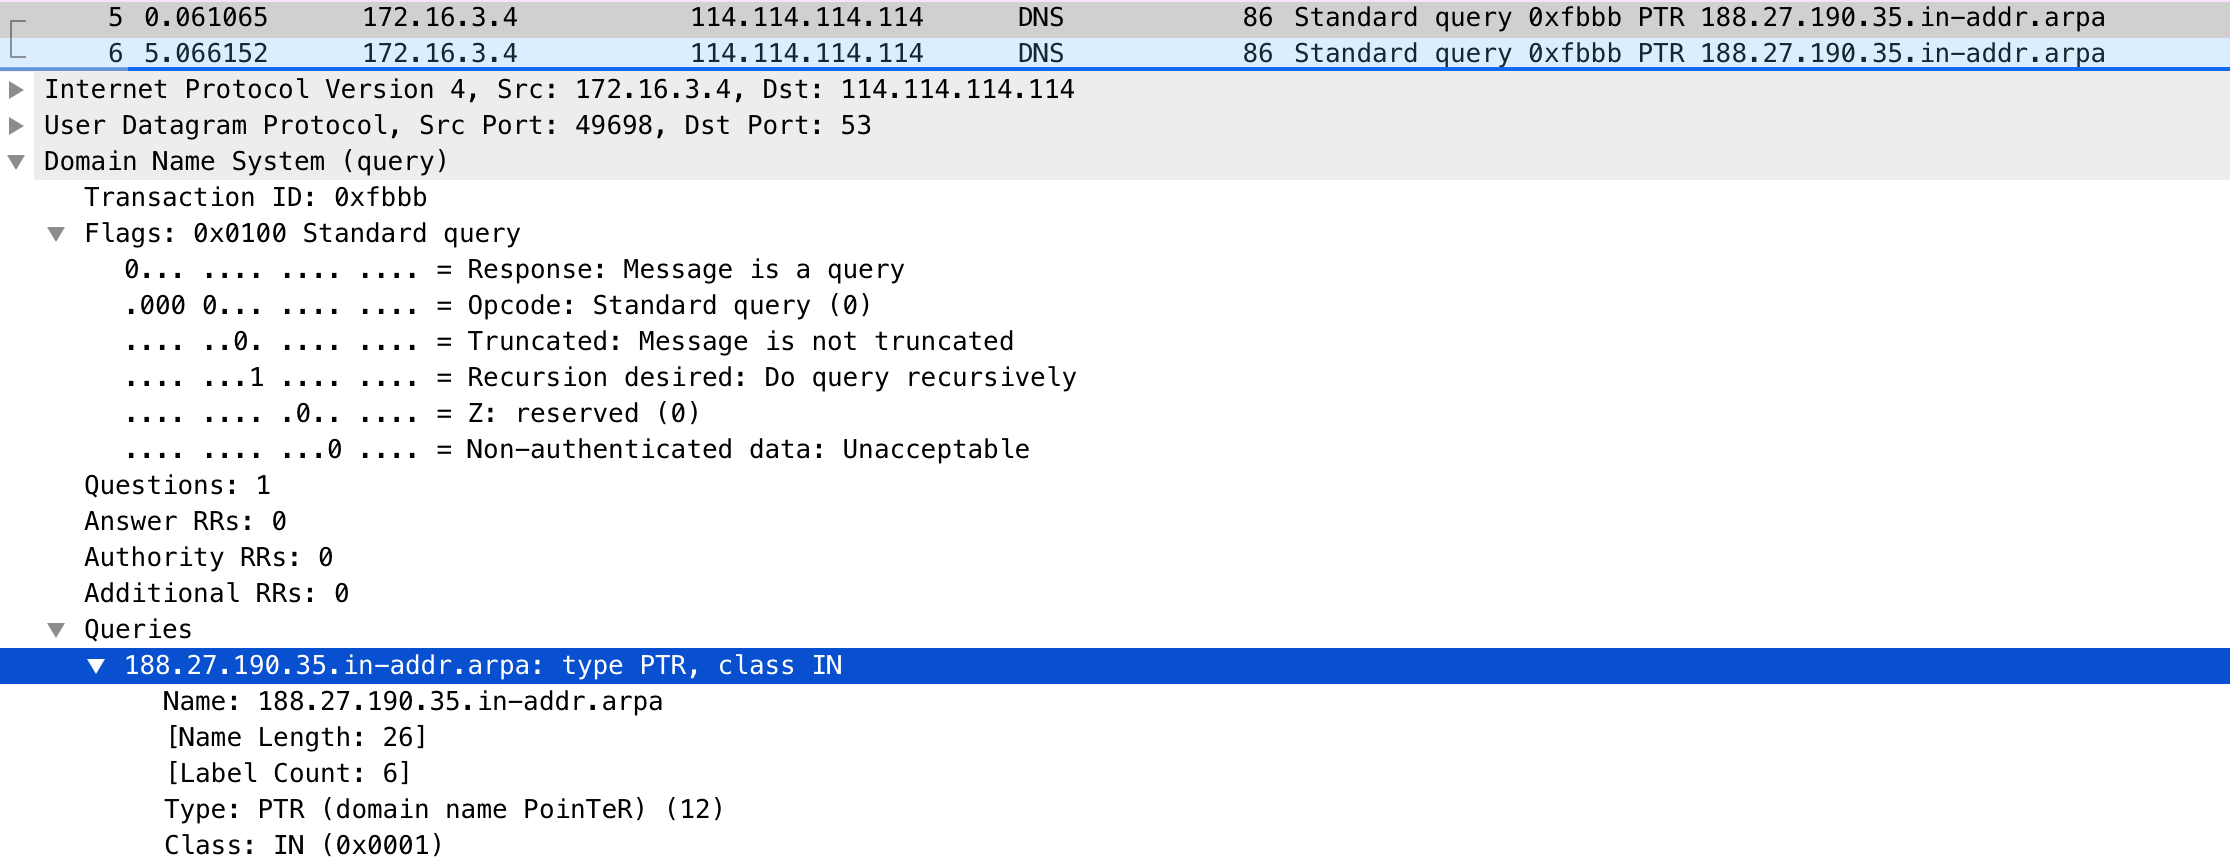 5 0.061065 172.16.3.4 114.114.114.114 DNS 86 Standard query 0xfbbb PTR 188.27.190.35.in-addr.arpa
6 5.066152 172.16.3.4 114.114.114.114 DNS 86 Standard query 0xfbbb PTR 188.27.190.35.in-addr.arpa
Internet Protocol Version 4, Src: 172.16.3.4, Dst: 114.114.114.114
User Datagram Protocol, Src Port: 49698, Dst Port: 53
Domain Name System (query)
Transaction ID: 0xfbbb
Flags: 0x0100 Standard query
0... .... .... .... = Response: Message is a query
.000 0... .... .... = Opcode: Standard query (0)
.... ..0. .... .... = Truncated: Message is not truncated
.... ...1 .... .... = Recursion desired: Do query recursively
.... .... .0.. .... = Z: reserved (0)
.... .... ...0 .... = Non-authenticated data: Unacceptable
Questions: 1
Answer RRs: 0
Authority RRs: 0
Additional RRs: 0
Queries
188.27.190.35.in-addr.arpa: type PTR, class IN
Name: 188.27.190.35.in-addr.arpa
[Name Length: 26]
[Label Count: 6]
Type: PTR (domain name PoinTeR) (12)
Class: IN (0x0001)